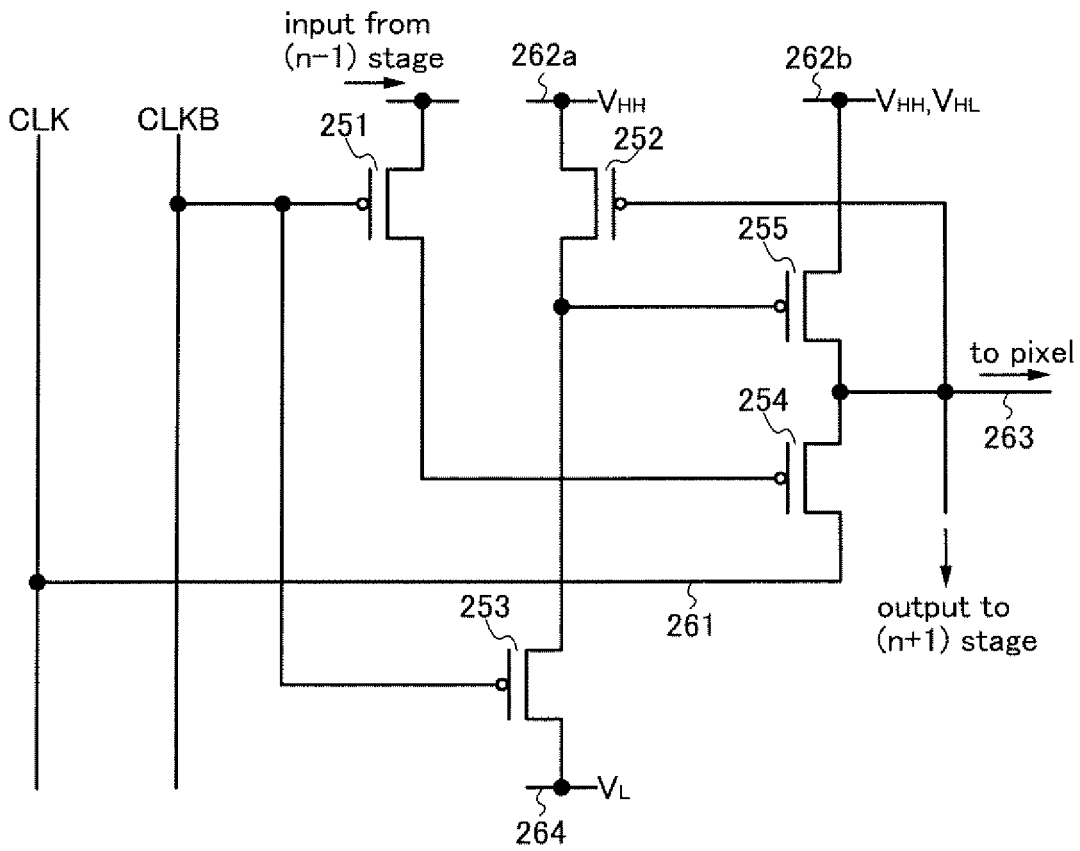 input from
(n-1) stage
262a
262b
VHH
VHH,VHL
CLK
CLKB
251
252
255
to pixel
254
263
253
261
output to
(n+1) stage
VL
264